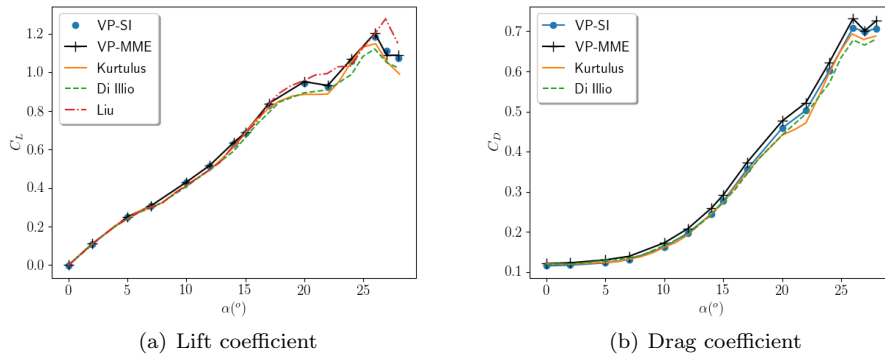 VP-SI
VP-MME
Kurtulus
Di Illio
Liu
1.2
1.0
0.8
0.6
0.4
0.2
0.0
C_L
0
5
10
15
20
25
α(°)
(a) Lift coefficient
VP-SI
VP-MME
Kurtulus
Di Illio
0.7
0.6
0.5
0.4
0.3
0.2
0.1
C_D
0
5
10
15
20
25
α(°)
(b) Drag coefficient